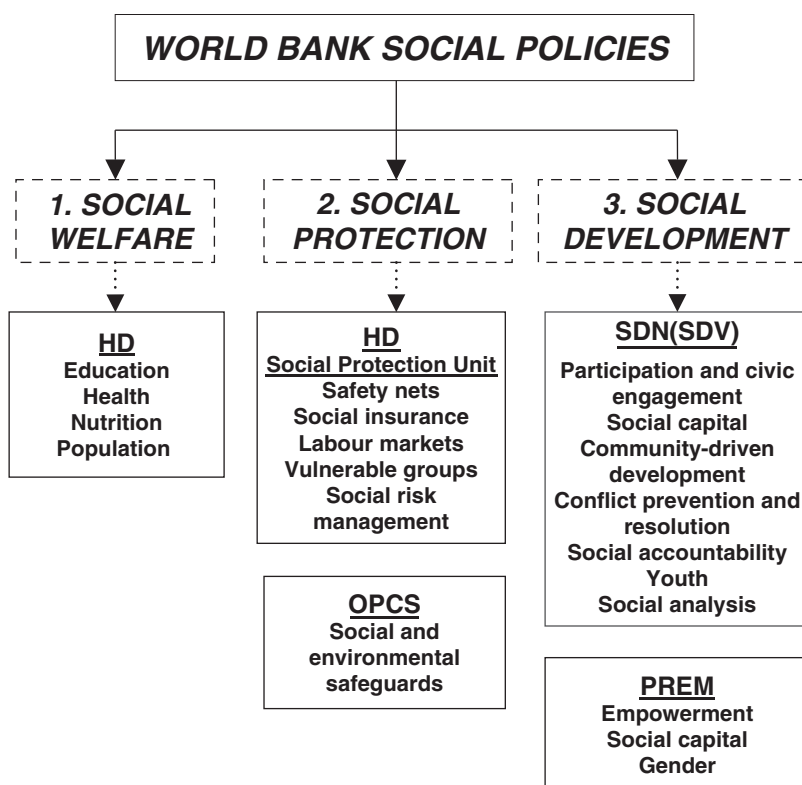 WORLD BANK SOCIAL POLICIES
1. SOCIAL
WELFARE
2. SOCIAL
PROTECTION
3. SOCIAL
DEVELOPMENT
HD
Education
Health
Nutrition
Population
HD
Social Protection Unit
Safety nets
Social insurance
Labour markets
Vulnerable groups
Social risk
management
OPCS
Social and
environmental
safeguards
SDN(SDV)
Participation and civic
engagement
Social capital
Community-driven
development
Conflict prevention and
resolution
Social accountability
Youth
Social analysis
PREM
Empowerment
Social capital
Gender